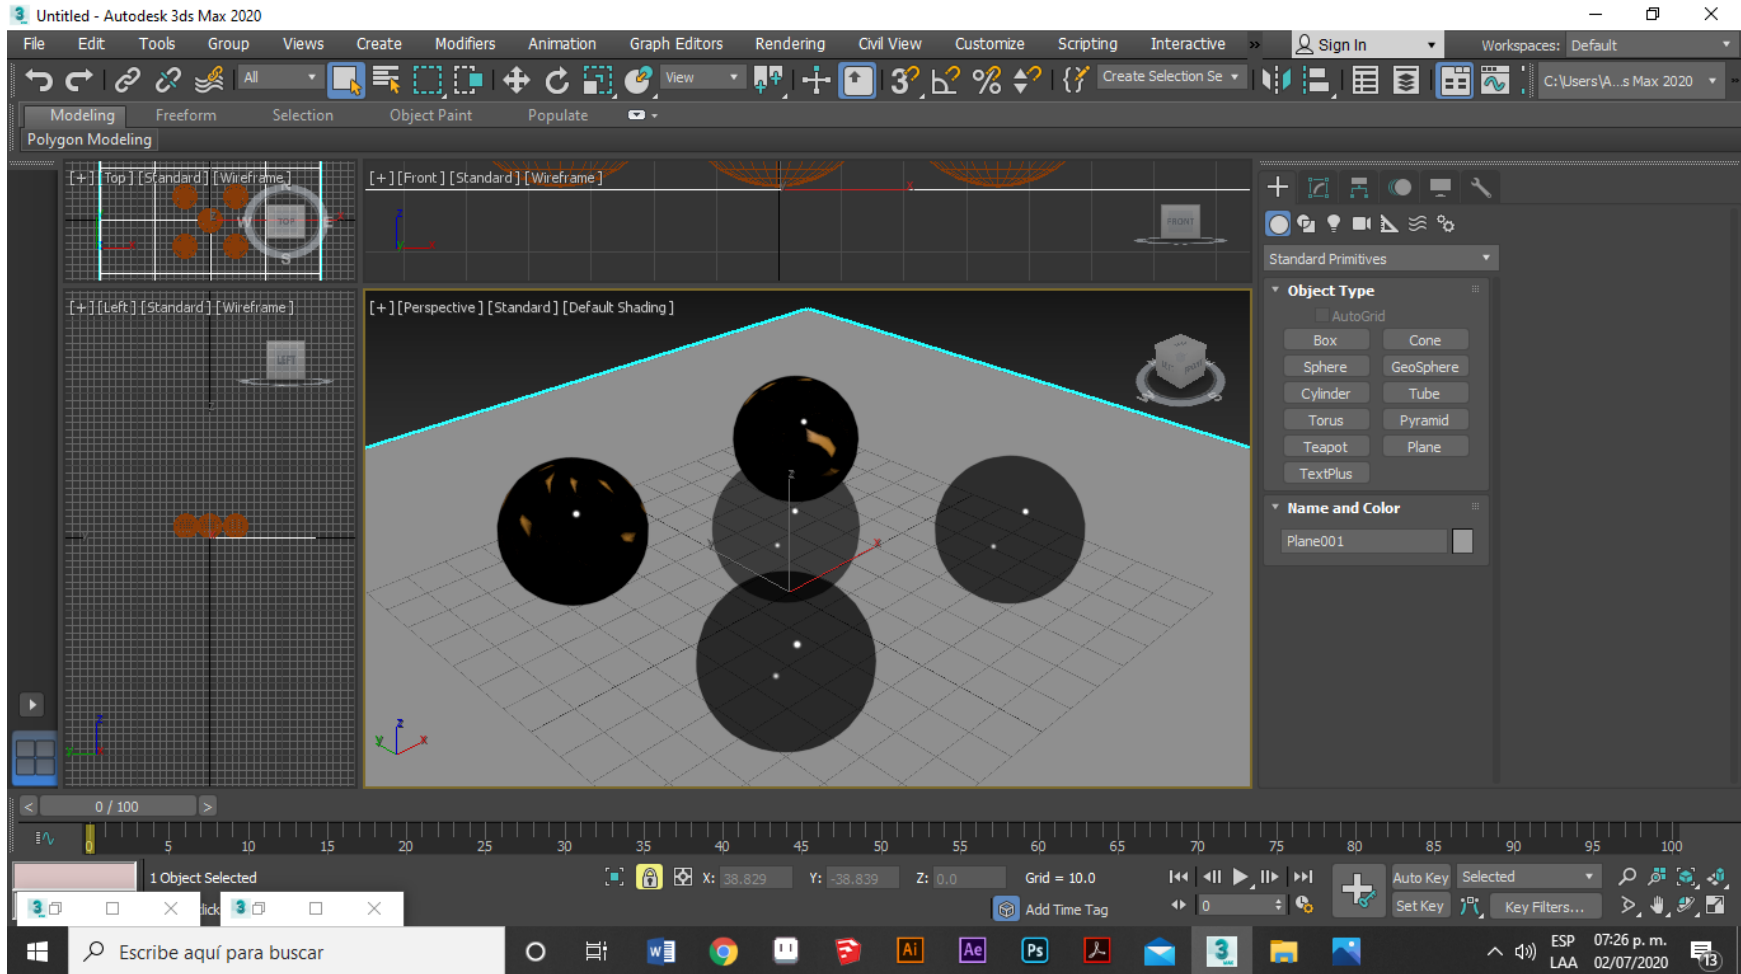 Untitled - Autodesk 3ds Max 2020
File Edit Tools Group Views Create Modifiers Animation Graph Editors Rendering Civil View Customize Scripting Interactive » Sign In Workspaces: Default
All View Create Selection Se C:\Users\A...s Max 2020
Modeling Freeform Selection Object Paint Populate
Polygon Modeling
[+] [Top] [Standard] [Wireframe]
TOP
W
E
S
[+] [Front] [Standard] [Wireframe]
FRONT
[+] [Left] [Standard] [Wireframe]
LEFT
[+] [Perspective] [Standard] [Default Shading]
z
x
y
Standard Primitives
Object Type
AutoGrid
Box Cone
Sphere GeoSphere
Cylinder Tube
Torus Pyramid
Teapot Plane
TextPlus
Name and Color
Plane001
< 0 / 100 >
0 5 10 15 20 25 30 35 40 45 50 55 60 65 70 75 80 85 90 95 100
1 Object Selected X: 38.829 Y: -38.839 Z: 0.0 Grid = 10.0 Auto Key Selected
lick Add Time Tag 0 Set Key Key Filters...
Escribe aquí para buscar
ESP 07:26 p. m.
LAA 02/07/2020
13